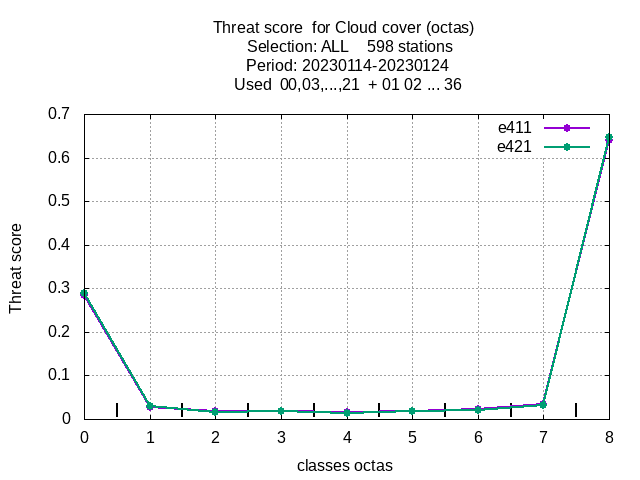 Threat score  for Cloud cover (octas)
Selection: ALL    598 stations
Period: 20230114-20230124
Used  00,03,...,21  + 01 02 ... 36
0.7
e411
e421
0.6
0.5
0.4
0.3
0.2
0.1
0
Threat score
0 1 2 3 4 5 6 7 8
classes octas